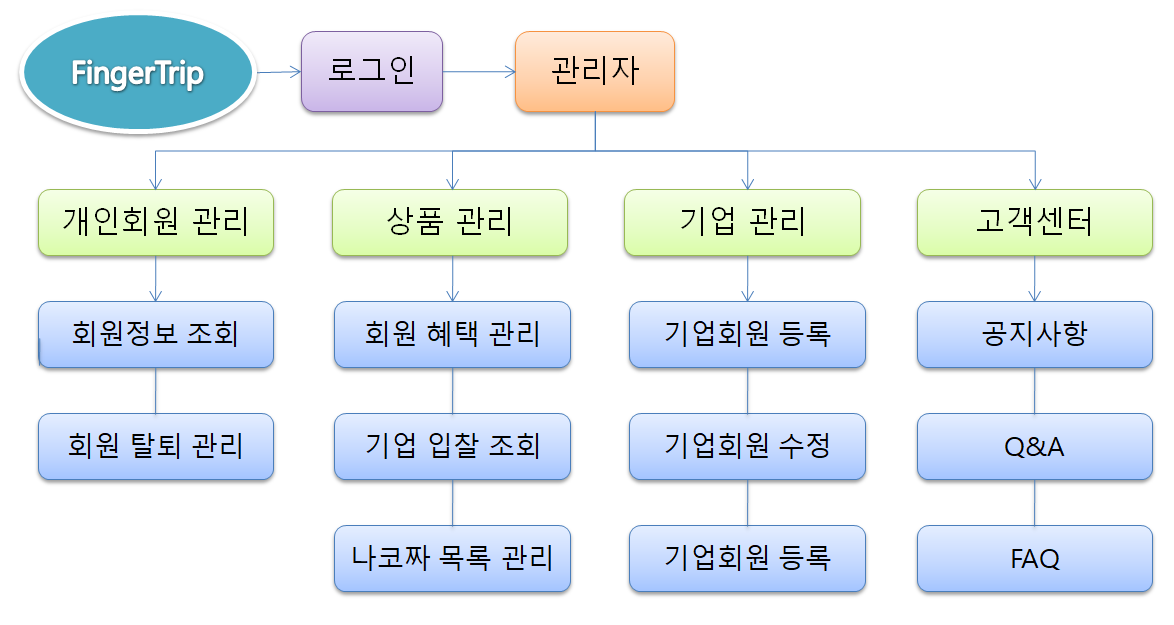 FingerTrip
로그인
관리자
개인회원 관리
상품 관리
기업 관리
고객센터
회원정보 조회
회원 혜택 관리
기업회원 등록
공지사항
회원 탈퇴 관리
기업 입찰 조회
기업회원 수정
Q&A
나코짜 목록 관리
기업회원 등록
FAQ